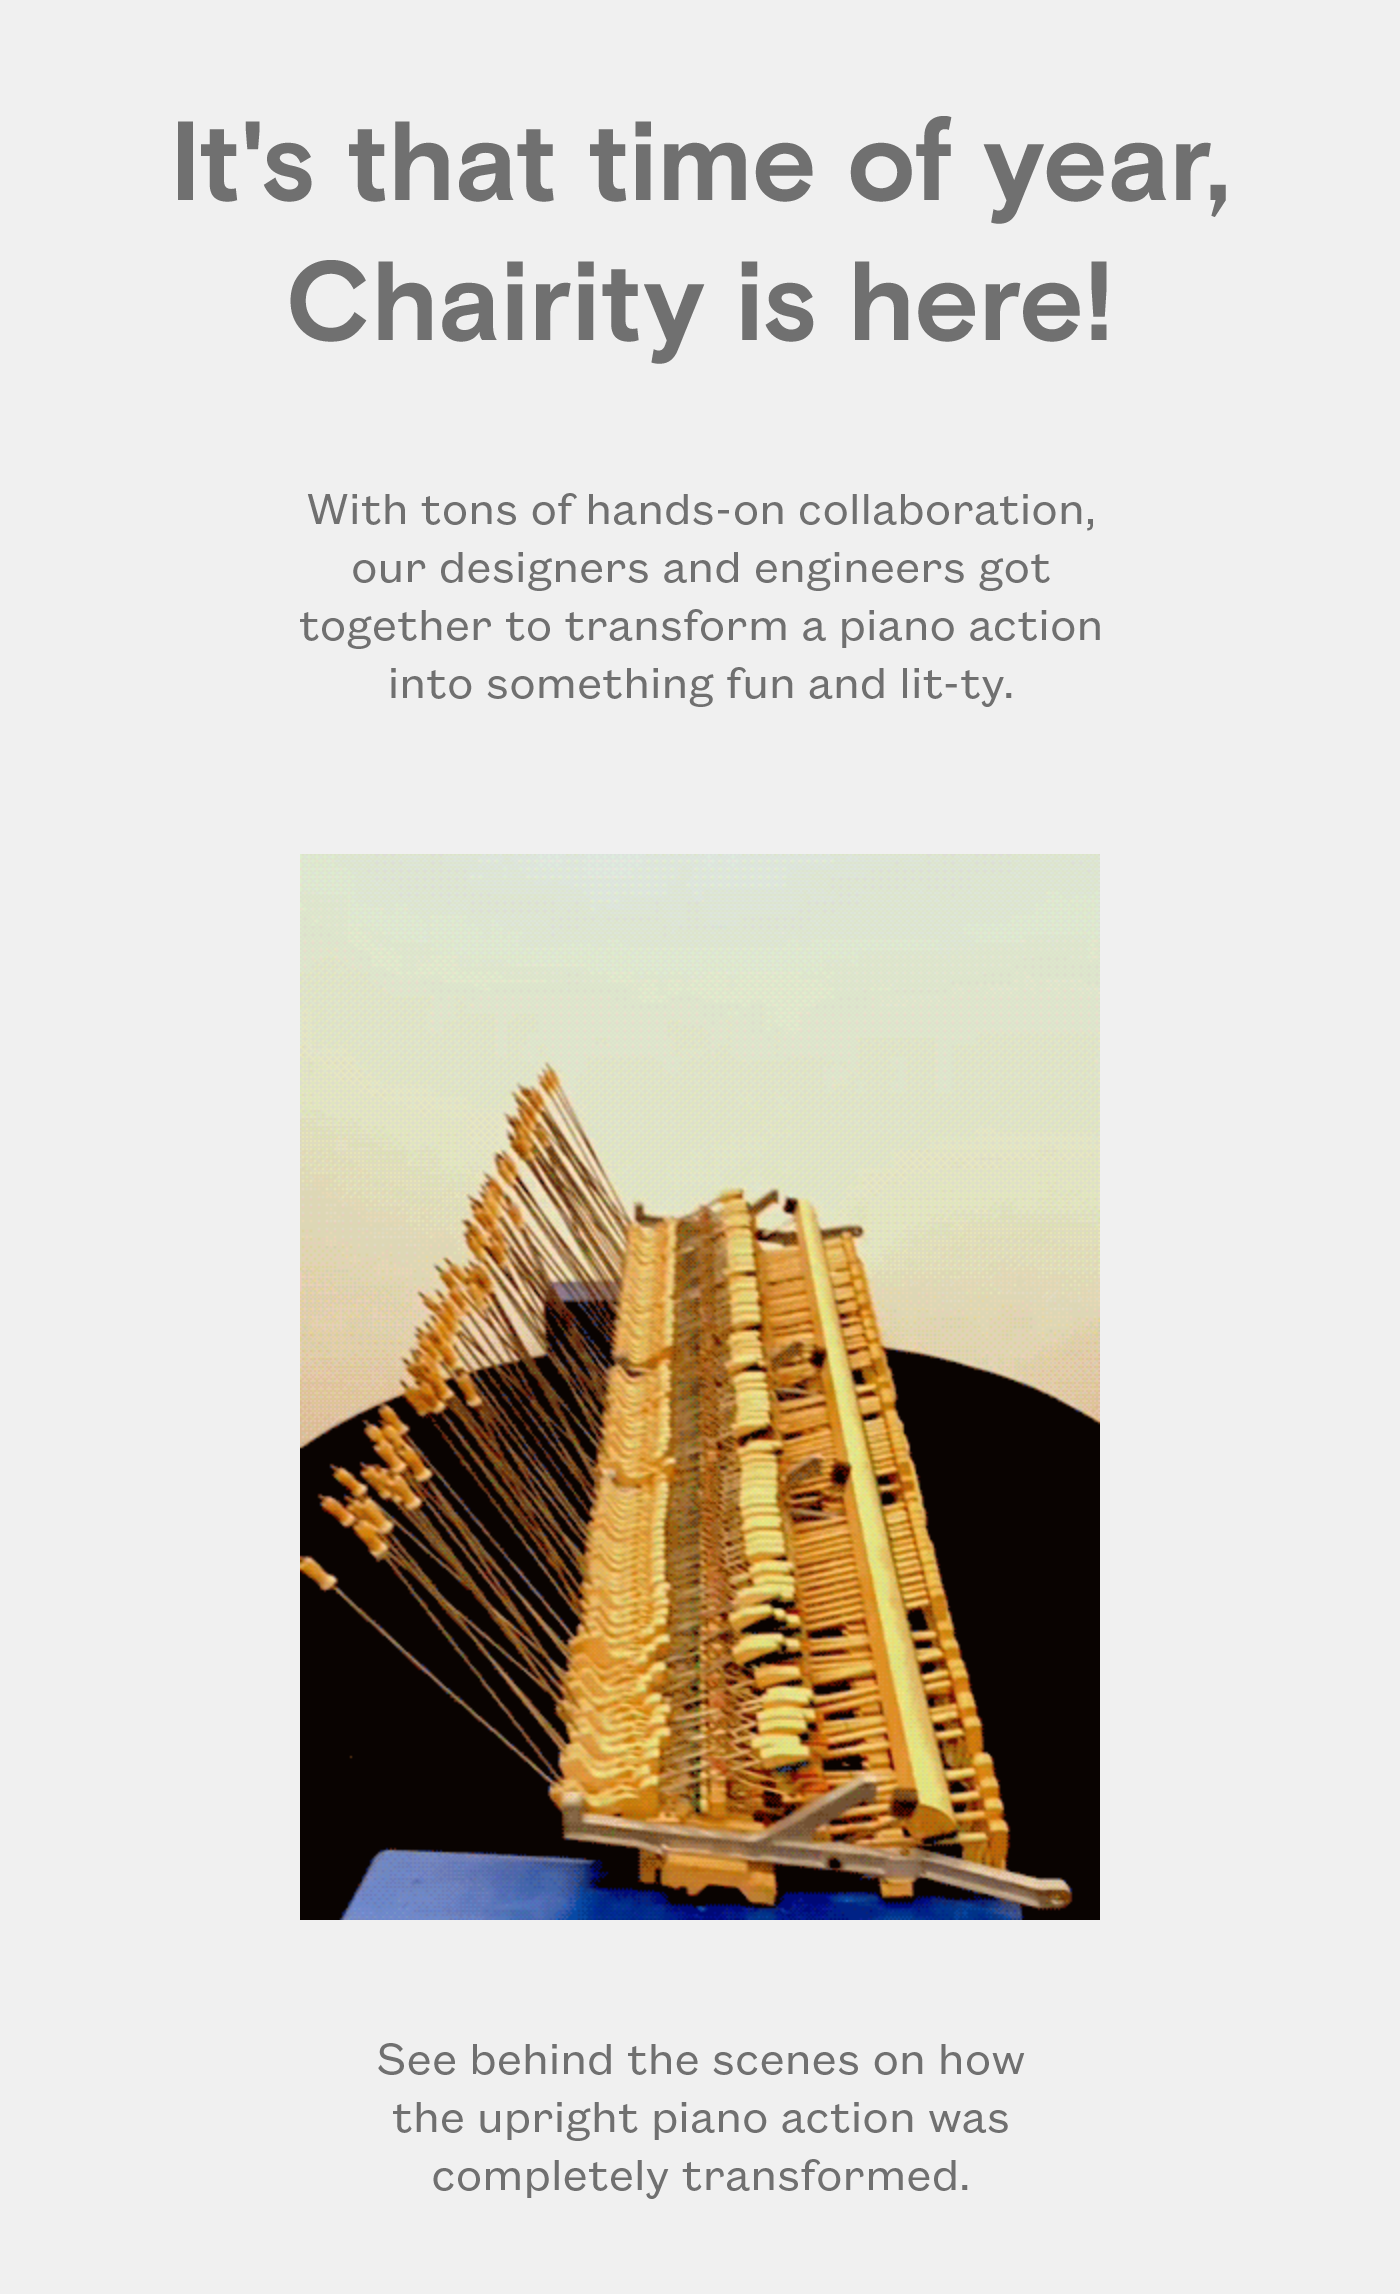 It's that time of year,
Chairity is here!
With tons of hands-on collaboration,
our designers and engineers got
together to transform a piano action
into something fun and lit-ty.
See behind the scenes on how
the upright piano action was
completely transformed.